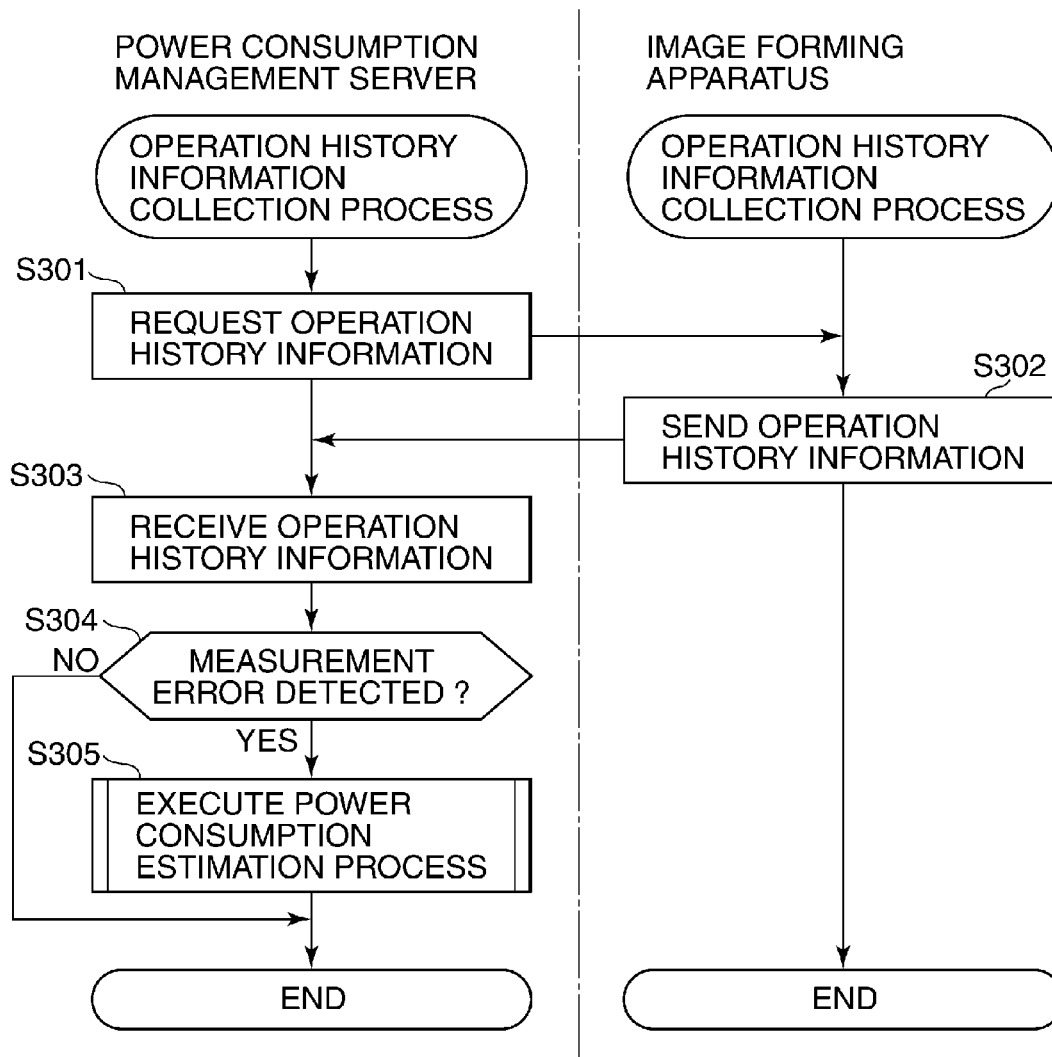 POWER CONSUMPTION
MANAGEMENT SERVER
IMAGE FORMING
APPARATUS
OPERATION HISTORY
INFORMATION
COLLECTION PROCESS
OPERATION HISTORY
INFORMATION
COLLECTION PROCESS
S301
REQUEST OPERATION
HISTORY INFORMATION
S302
SEND OPERATION
HISTORY INFORMATION
S303
RECEIVE OPERATION
HISTORY INFORMATION
S304
NO
MEASUREMENT
ERROR DETECTED ?
YES
S305
EXECUTE POWER
CONSUMPTION
ESTIMATION PROCESS
END
END